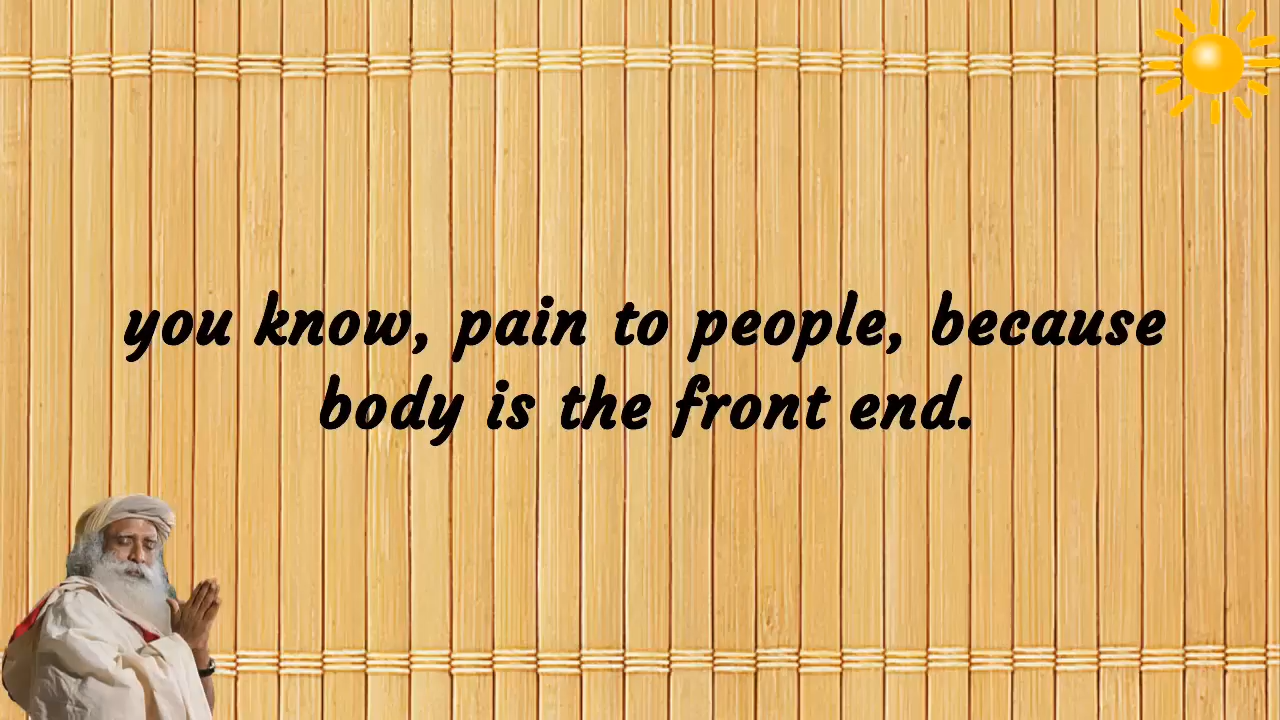 you know, pain to people, because
body is the front end.